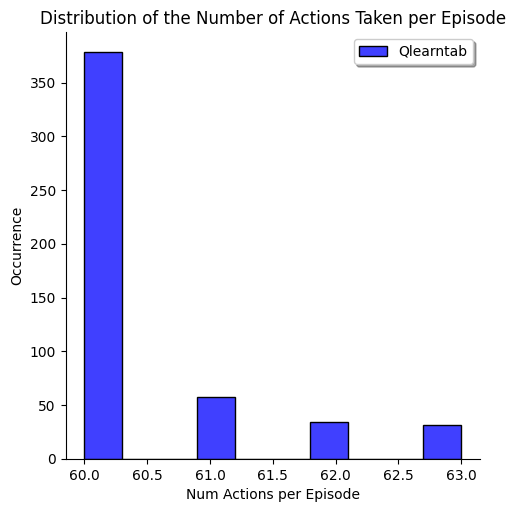 Distribution of the Number of Actions Taken per Episode
Qlearntab
Occurrence
350
300
250
200
150
100
50
0
60.0 60.5 61.0 61.5 62.0 62.5 63.0
Num Actions per Episode